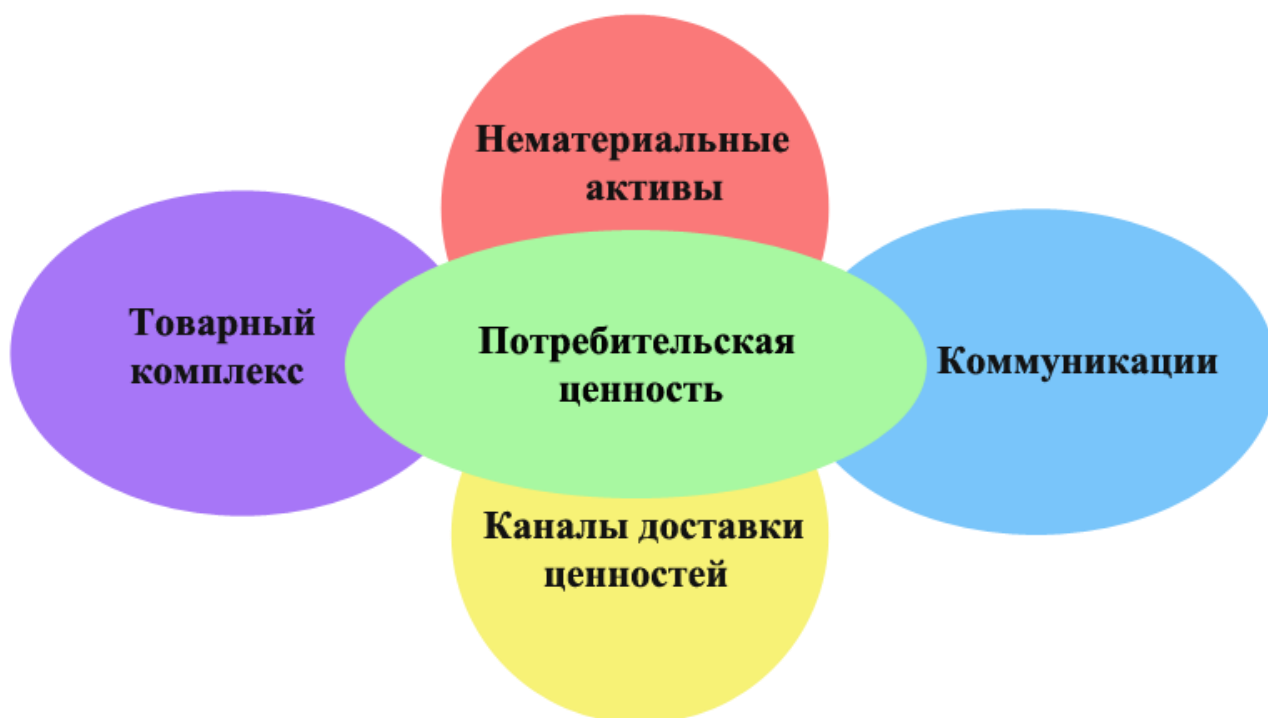 Нематериальные
активы
Товарный
комплекс
Потребительская
ценность
Коммуникации
Каналы доставки
ценностей